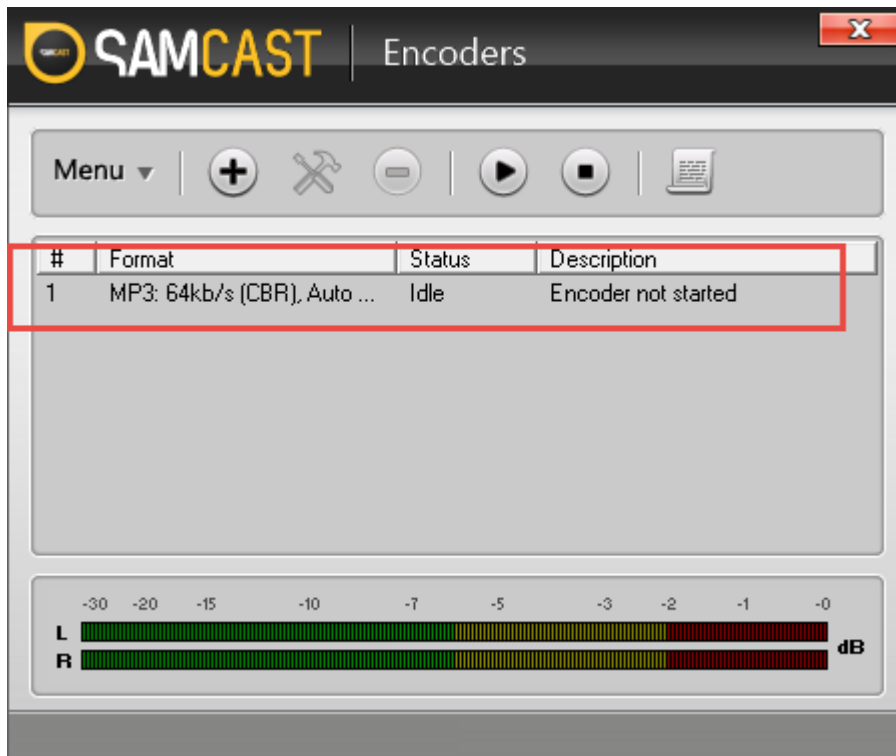 SAMCAST Encoders
Menu
# Format Status Description
1 MP3: 64kb/s (CBR), Auto ... Idle Encoder not started
-30 -20 -15 -10 -7 -5 -3 -2 -1 -0
L
dB
R